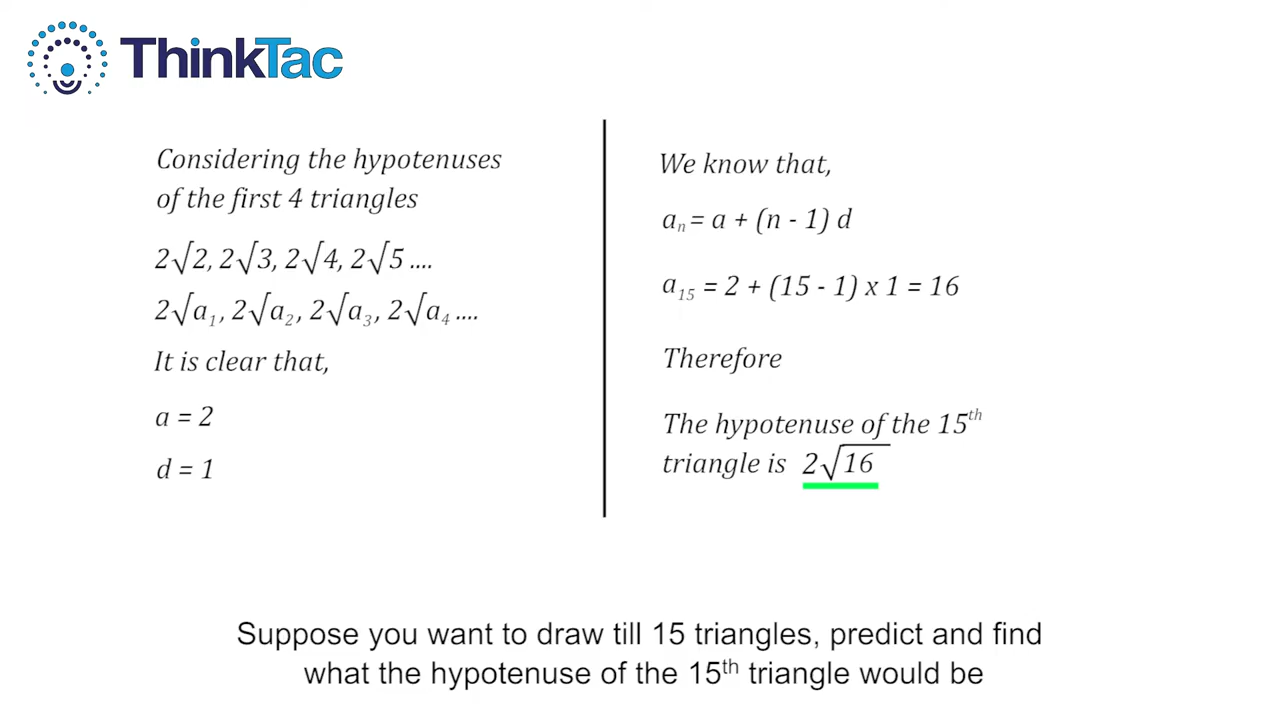 ThinkTac
Considering the hypotenuses
of the first 4 triangles
2√2, 2√3, 2√4, 2√5 ....
2√a₁, 2√a₂, 2√a₃, 2√a₄ ....
It is clear that,
a = 2
d = 1
We know that,
aₙ = a + (n - 1) d
a₁₅ = 2 + (15 - 1) x 1 = 16
Therefore
The hypotenuse of the 15ᵗʰ
triangle is 2√16
Suppose you want to draw till 15 triangles, predict and find
what the hypotenuse of the 15ᵗʰ triangle would be